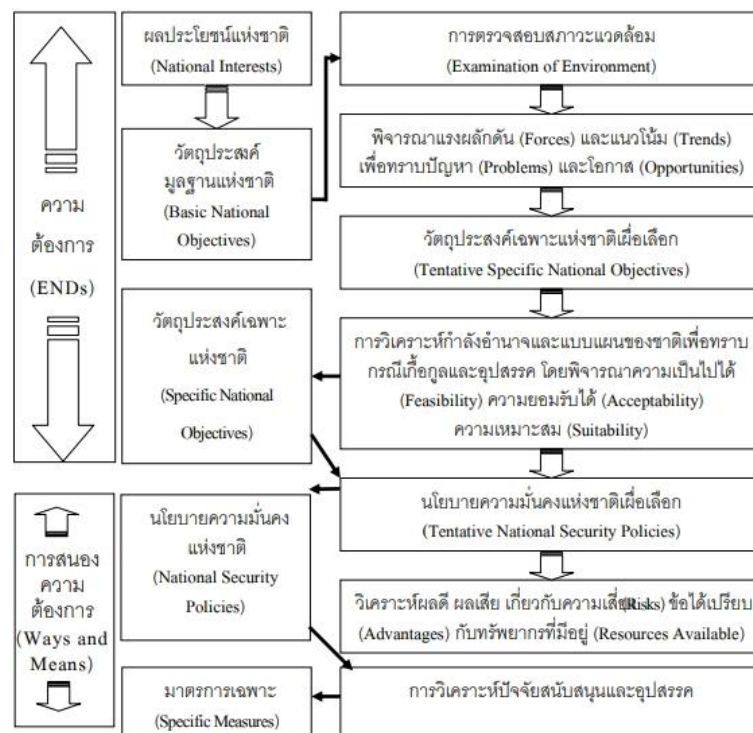 ผลประโยชน์แห่งชาติ
(National Interests)
วัตถุประสงค์
มูลฐานแห่งชาติ
(Basic National
Objectives)
การตรวจสอบสภาวะแวดล้อม
(Examination of Environment)
พิจารณาแรงผลักดัน (Forces) และแนวโน้ม (Trends)
เพื่อทราบปัญหา (Problems) และโอกาส (Opportunities)
วัตถุประสงค์เฉพาะแห่งชาติเผื่อเลือก
(Tentative Specific National Objectives)
ความ
ต้องการ
(ENDs)
วัตถุประสงค์เฉพาะ
แห่งชาติ
(Specific National
Objectives)
การวิเคราะห์กำลังอำนาจและแบบแผนของชาติเพื่อทราบ
กรณีเกื้อกูลและอุปสรรค โดยพิจารณาความเป็นไปได้
(Feasibility) ความยอมรับได้ (Acceptability)
ความเหมาะสม (Suitability)
นโยบายความมั่นคงแห่งชาติเผื่อเลือก
(Tentative National Security Policies)
การสนอง
ความ
ต้องการ
(Ways and
Means)
นโยบายความมั่นคง
แห่งชาติ
(National Security
Policies)
วิเคราะห์ผลดี ผลเสีย เกี่ยวกับความเสี่ยง(Risks) ข้อได้เปรียบ
(Advantages) กับทรัพยากรที่มีอยู่ (Resources Available)
มาตรการเฉพาะ
(Specific Measures)
การวิเคราะห์ปัจจัยสนับสนุนและอุปสรรค